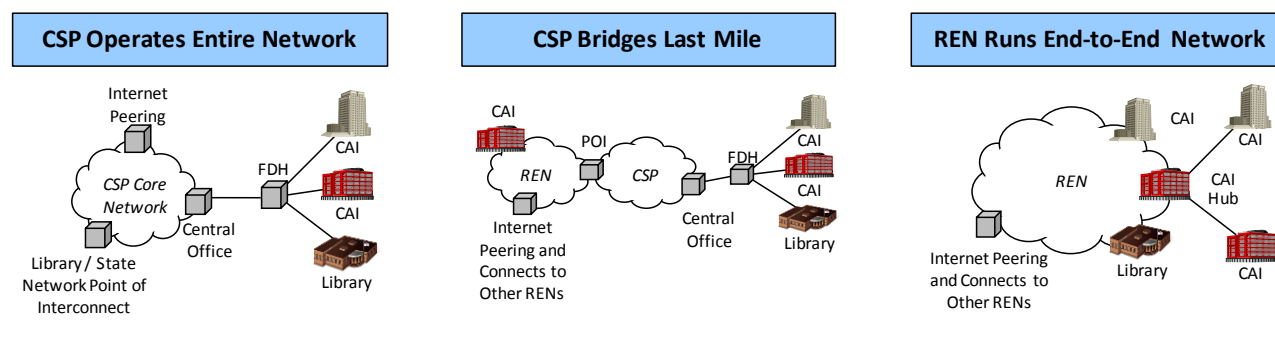 CSP Operates Entire Network
Internet
Peering
CAI
FDH
CSP Core
Network
CAI
Central
Office
Library / State
Network Point of
Interconnect
Library
CSP Bridges Last Mile
CAI
POI
CAI
FDH
REN
CSP
CAI
Internet
Peering and
Connects to
Other RENs
Central
Office
Library
REN Runs End-to-End Network
CAI
CAI
REN
CAI
Hub
Internet Peering
and Connects to
Other RENs
Library
CAI